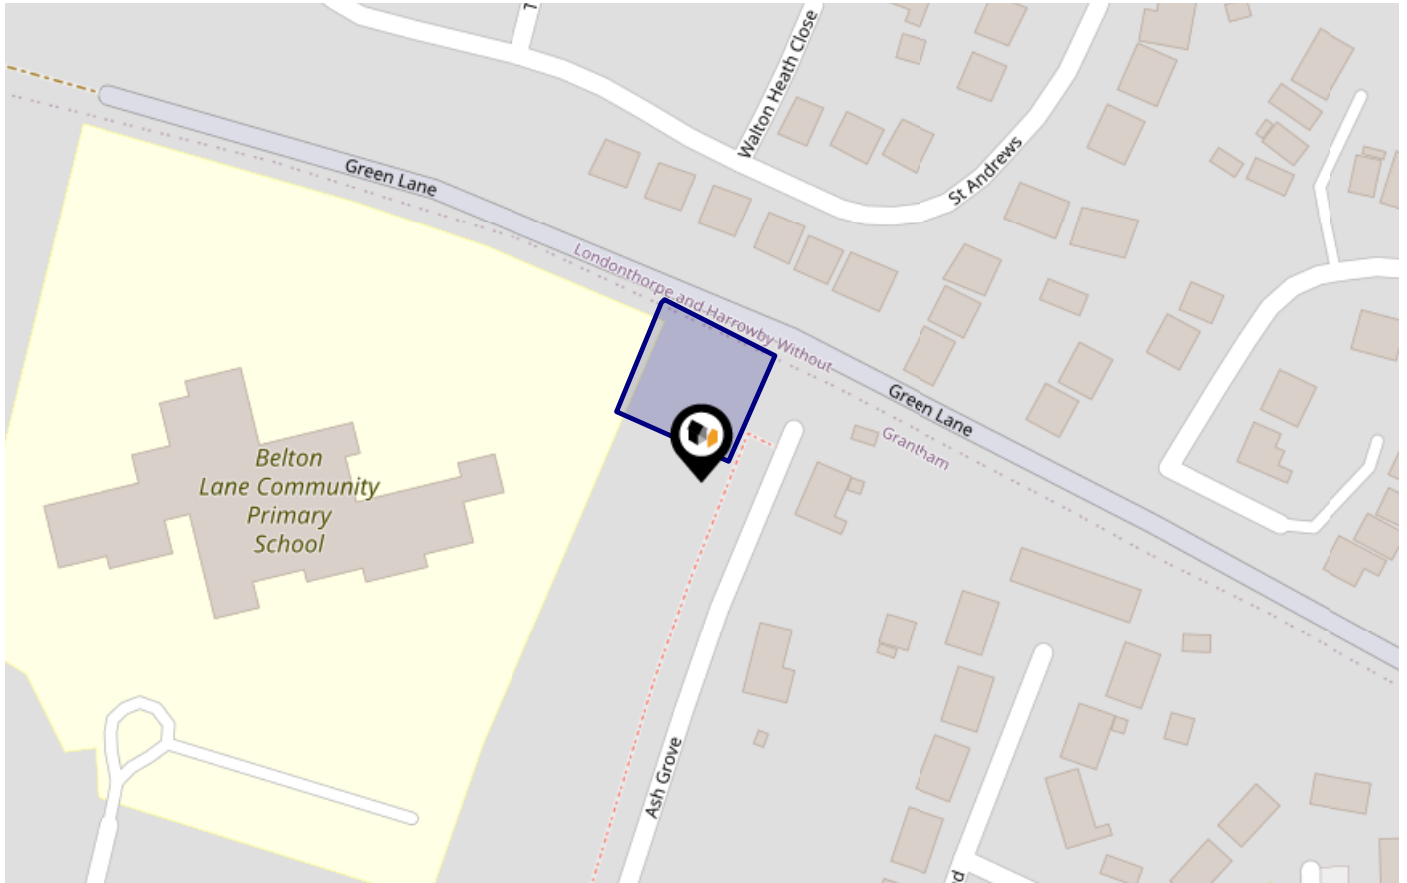 T
Walton Heath Close
St Andrews
Green Lane
Londonthorpe and Harrowby Without
Green Lane
Grantham
Belton
Lane Community
Primary
School
Ash Grove
rd